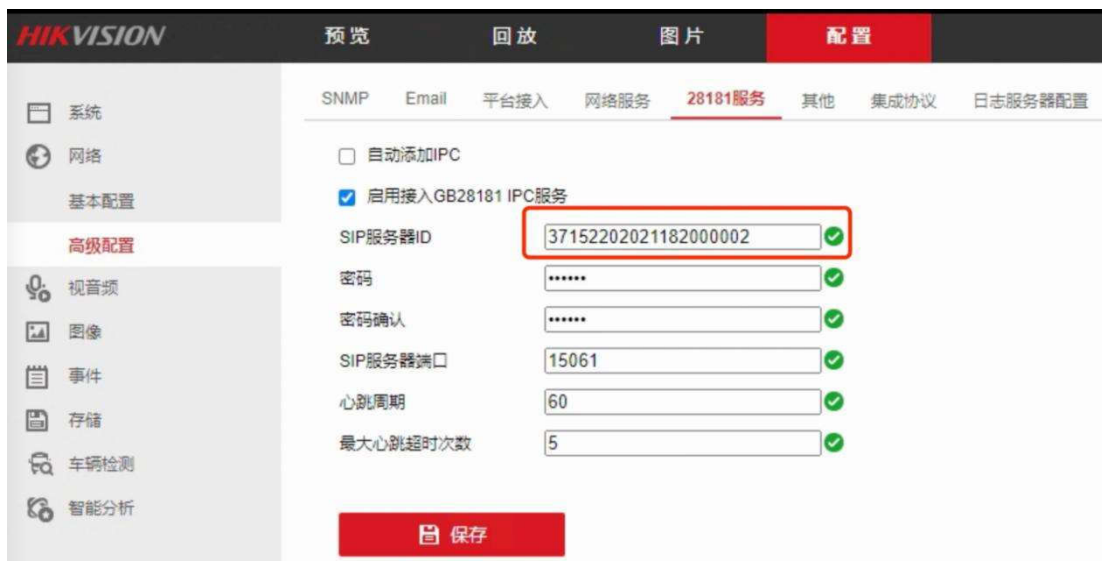 HIKVISION 预览 回放 图片 配置
SNMP Email 平台接入 网络服务 28181服务 其他 集成协议 日志服务器配置
系统
网络
基本配置
高级配置
视音频
图像
事件
存储
车辆检测
智能分析
自动添加IPC
启用接入GB28181 IPC服务
SIP服务器ID 37152202021182000002
密码 ••••••
密码确认 ••••••
SIP服务器端口 15061
心跳周期 60
最大心跳超时次数 5
保存